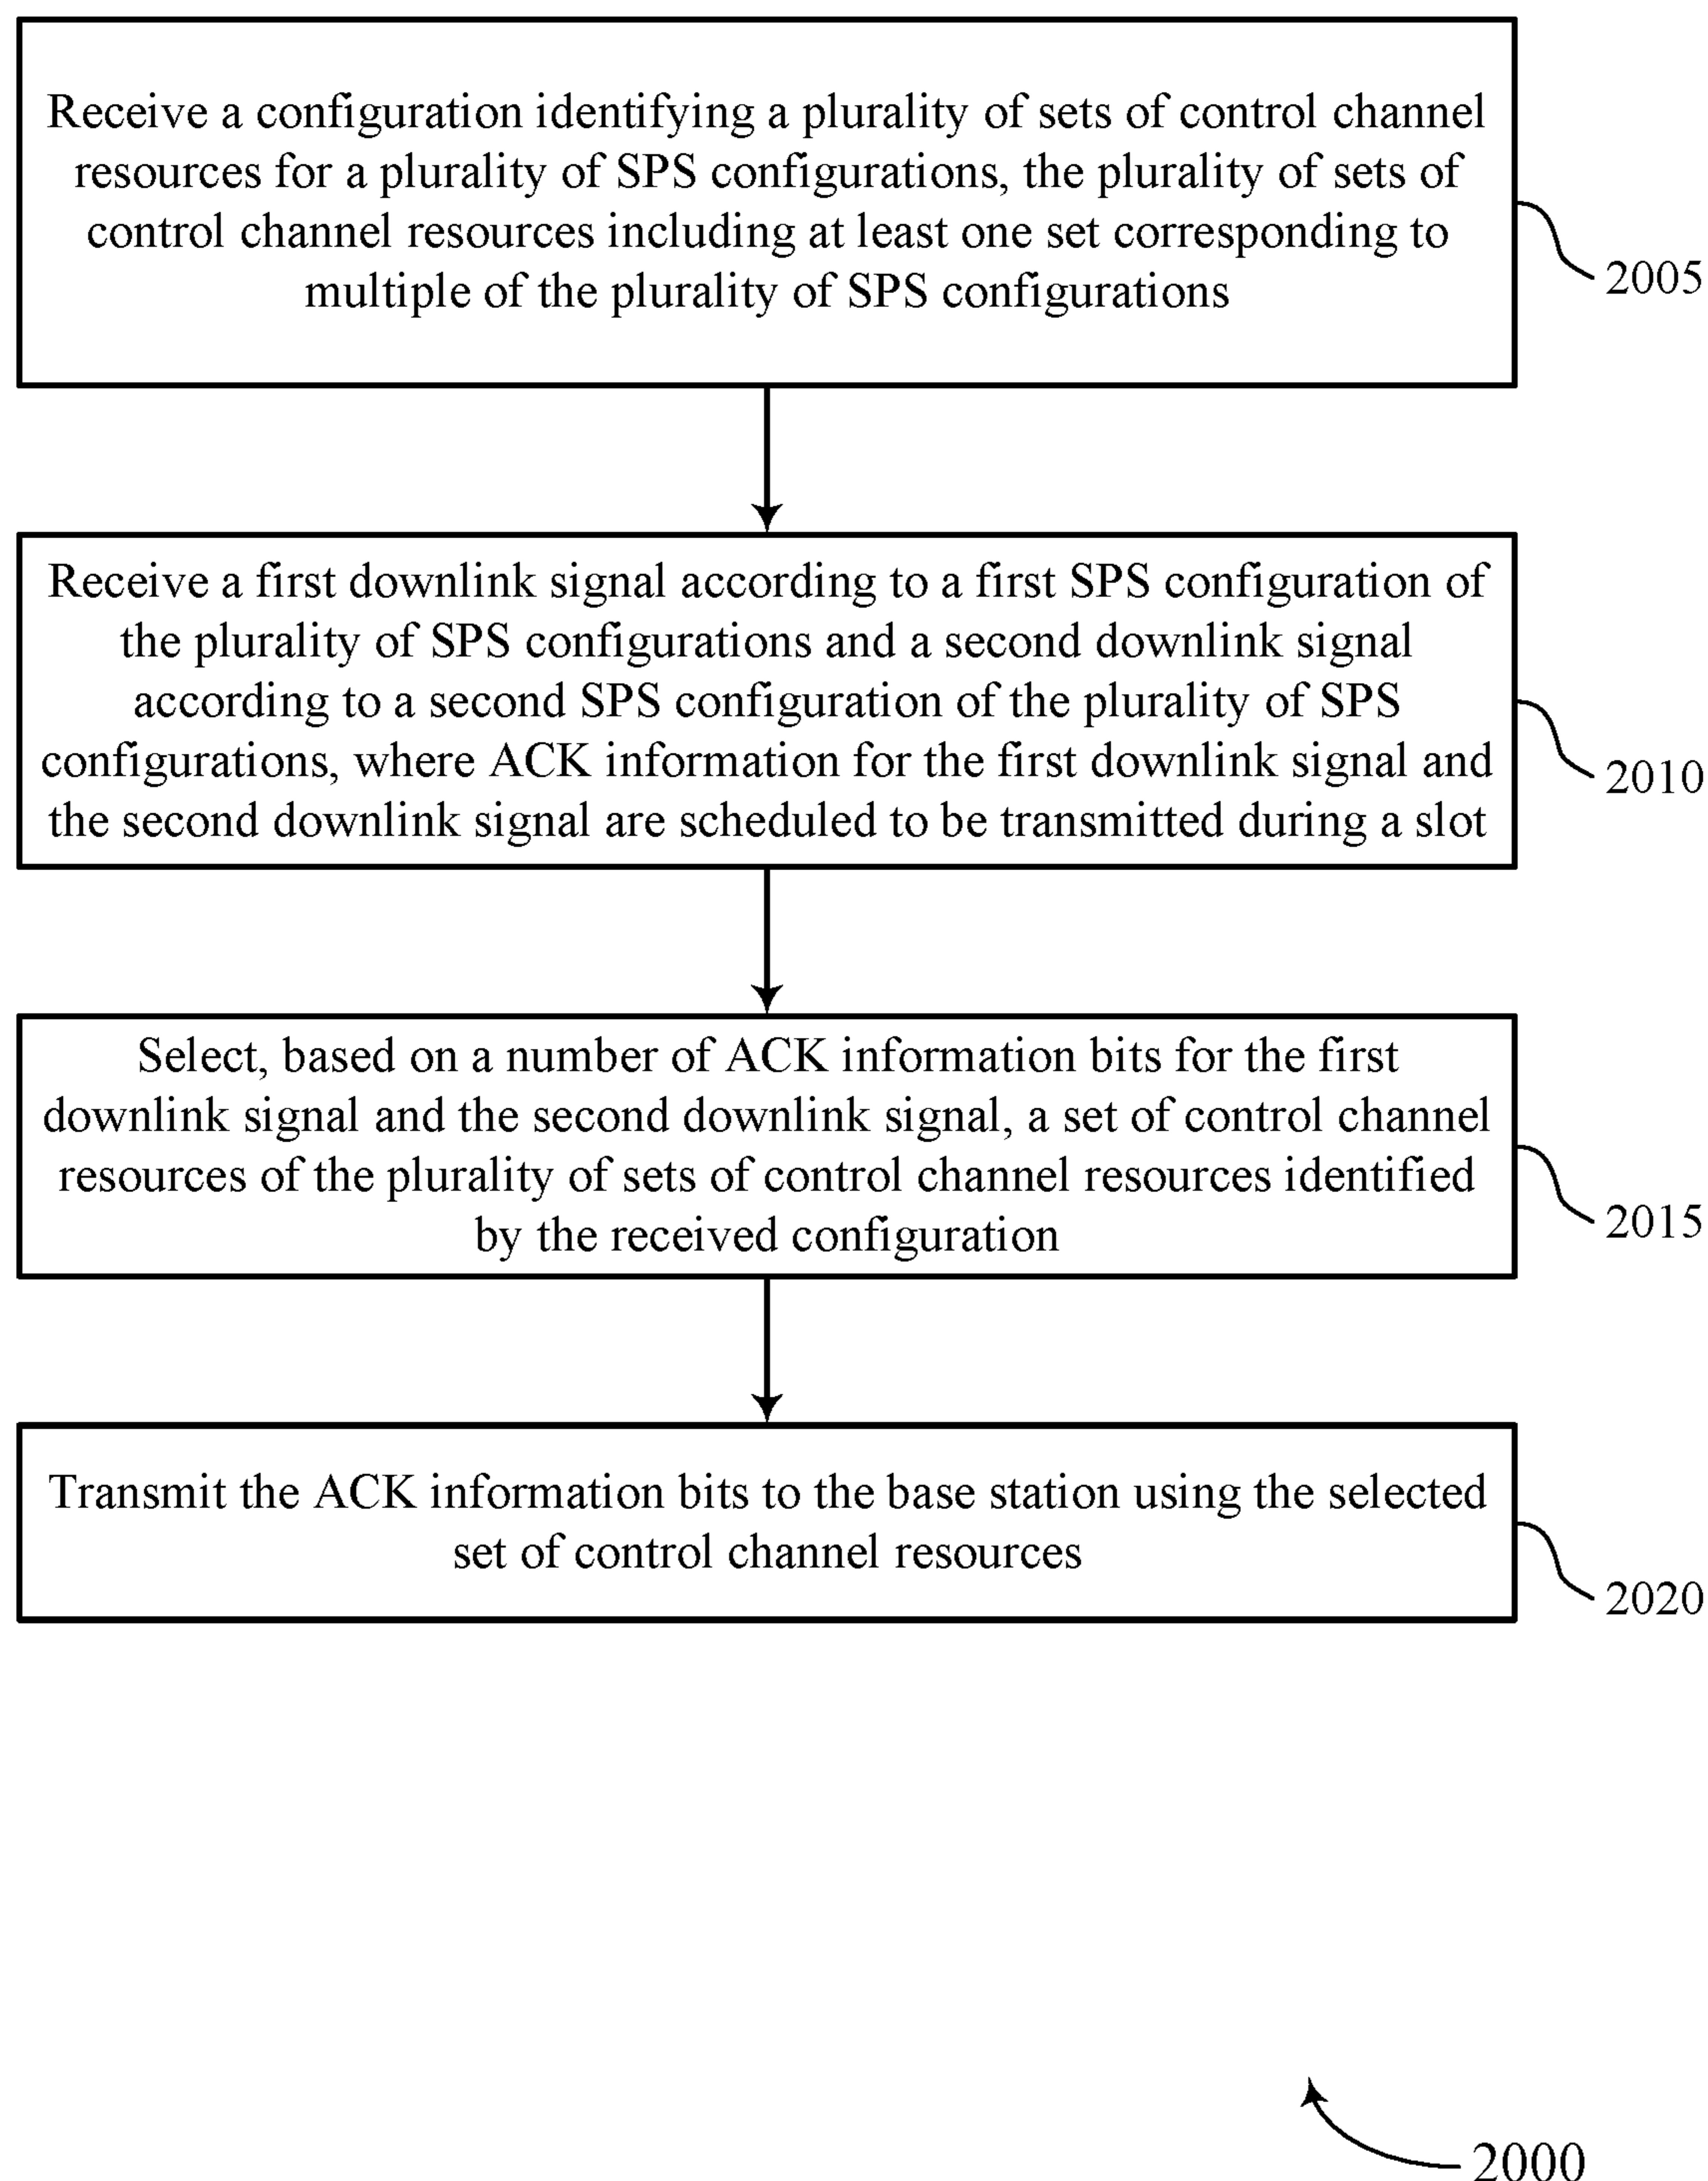 Receive a configuration identifying a plurality of sets of control channel
resources for a plurality of SPS configurations, the plurality of sets of
control channel resources including at least one set corresponding to
multiple of the plurality of SPS configurations
2005
Receive a first downlink signal according to a first SPS configuration of
the plurality of SPS configurations and a second downlink signal
according to a second SPS configuration of the plurality of SPS
configurations, where ACK information for the first downlink signal and
the second downlink signal are scheduled to be transmitted during a slot
2010
Select, based on a number of ACK information bits for the first
downlink signal and the second downlink signal, a set of control channel
resources of the plurality of sets of control channel resources identified
by the received configuration
2015
Transmit the ACK information bits to the base station using the selected
set of control channel resources
2020
2000